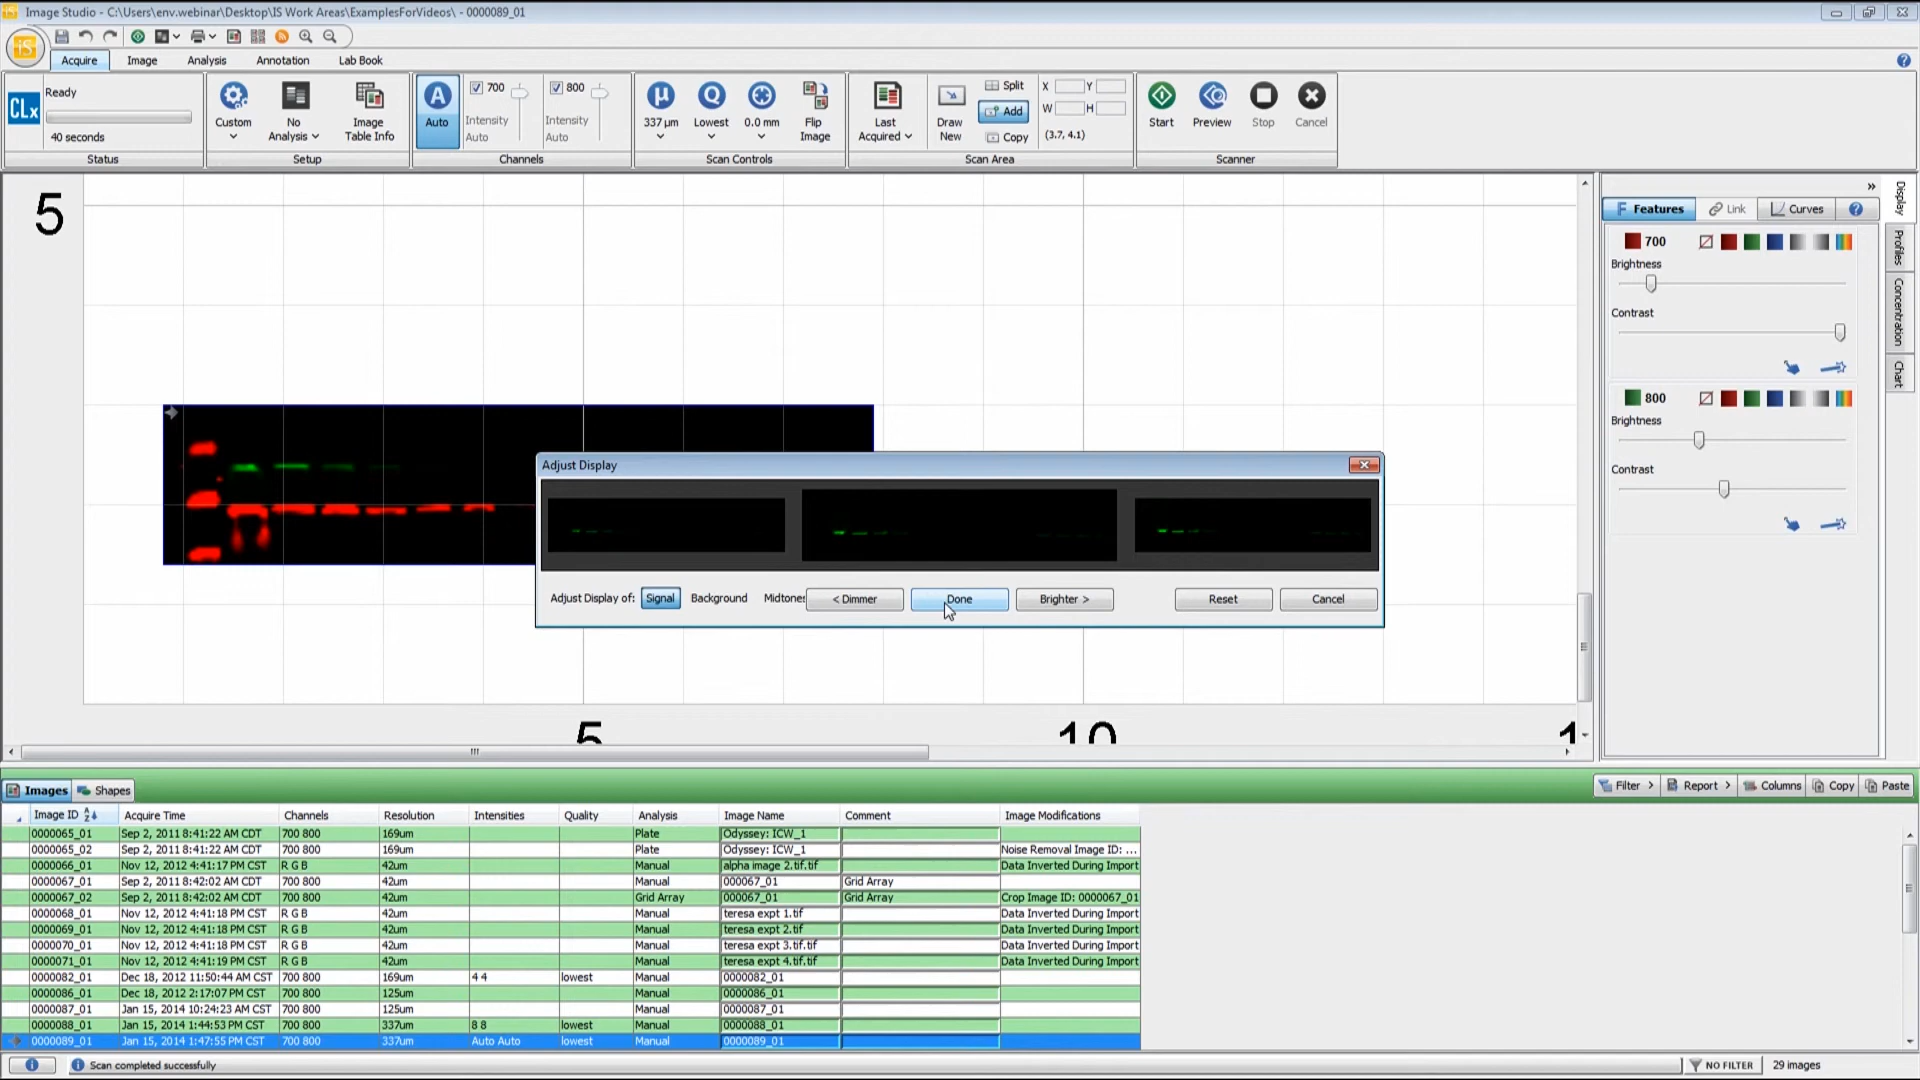 Image Studio - C:\Users\env.webinar\Desktop\IS Work Areas\ExamplesForVideos\ - 0000089_01
iS
Acquire Image Analysis Annotation Lab Book
CLx Ready
40 seconds
Status
Custom No Analysis Image Table Info
Setup
A Auto 700 Intensity Auto 800 Intensity Auto
Channels
µ 337 µm Q Lowest 0.0 mm Flip Image
Scan Controls
Last Acquired Draw New Split Add Copy X Y W H (3.7, 4.1)
Scan Area
Start Preview Stop Cancel
Scanner
5
5 10 1
Adjust Display
Adjust Display of: Signal Background Midtones < Dimmer Done Brighter > Reset Cancel
F Features Link Curves
700
Brightness
Contrast
800
Brightness
Contrast
Display
Profiles
Concentration
Chart
Images Shapes Filter > Report > Columns Copy Paste
Image ID Acquire Time Channels Resolution Intensities Quality Analysis Image Name Comment Image Modifications
0000065_01 Sep 2, 2011 8:41:22 AM CDT 700 800 169um Plate Odyssey: ICW_1
0000065_02 Sep 2, 2011 8:41:22 AM CDT 700 800 169um Plate Odyssey: ICW_1 Noise Removal Image ID: ...
0000066_01 Nov 12, 2012 4:41:17 PM CST R G B 42um Manual alpha image 2.tif.tif Data Inverted During Import
0000067_01 Sep 2, 2011 8:42:02 AM CDT 700 800 42um Manual 000067_01 Grid Array
0000067_02 Sep 2, 2011 8:42:02 AM CDT 700 800 42um Grid Array 000067_01 Grid Array Crop Image ID: 0000067_01
0000068_01 Nov 12, 2012 4:41:18 PM CST R G B 42um Manual teresa expt 1.tif Data Inverted During Import
0000069_01 Nov 12, 2012 4:41:18 PM CST R G B 42um Manual teresa expt 2.tif Data Inverted During Import
0000070_01 Nov 12, 2012 4:41:18 PM CST R G B 42um Manual teresa expt 3.tif.tif Data Inverted During Import
0000071_01 Nov 12, 2012 4:41:19 PM CST R G B 42um Manual teresa expt 4.tif.tif Data Inverted During Import
0000082_01 Dec 18, 2012 11:50:44 AM CST 700 800 169um 4 4 lowest Manual 0000082_01
0000086_01 Dec 18, 2012 2:17:07 PM CST 700 800 125um Manual 0000086_01
0000087_01 Jan 15, 2014 10:24:23 AM CST 700 800 125um Manual 0000087_01
0000088_01 Jan 15, 2014 1:44:53 PM CST 700 800 337um 8 8 lowest Manual 0000088_01
0000089_01 Jan 15, 2014 1:47:55 PM CST 700 800 337um Auto Auto lowest Manual 0000089_01
Scan completed successfully NO FILTER 29 images